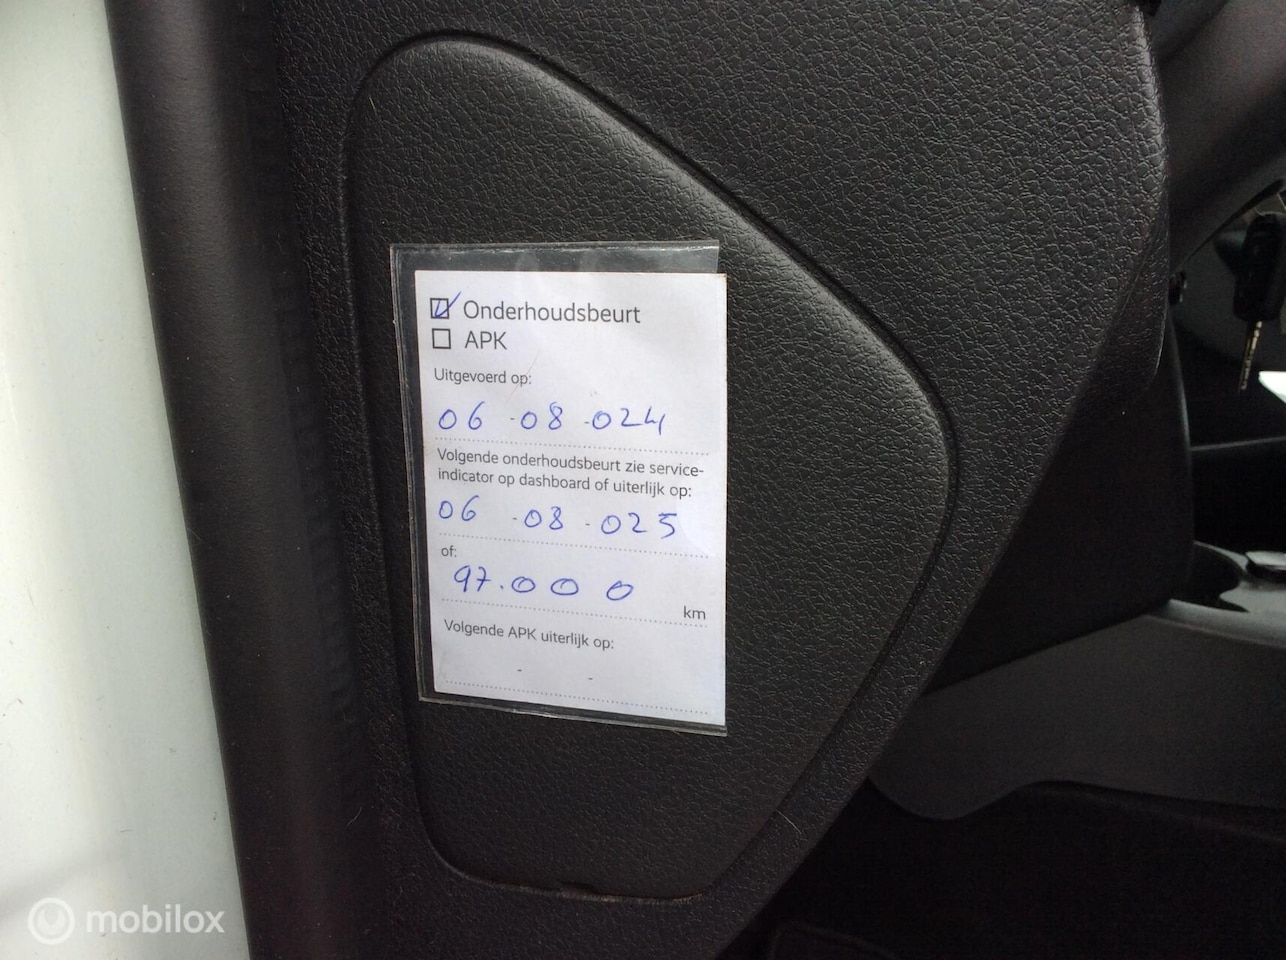 Onderhoudsbeurt
APK
Uitgevoerd op:
06-08-024
Volgende onderhoudsbeurt zie service-
indicator op dashboard of uiterlijk op:
06-08-025
of:
97.000
km
Volgende APK uiterlijk op:
- -
mobilox